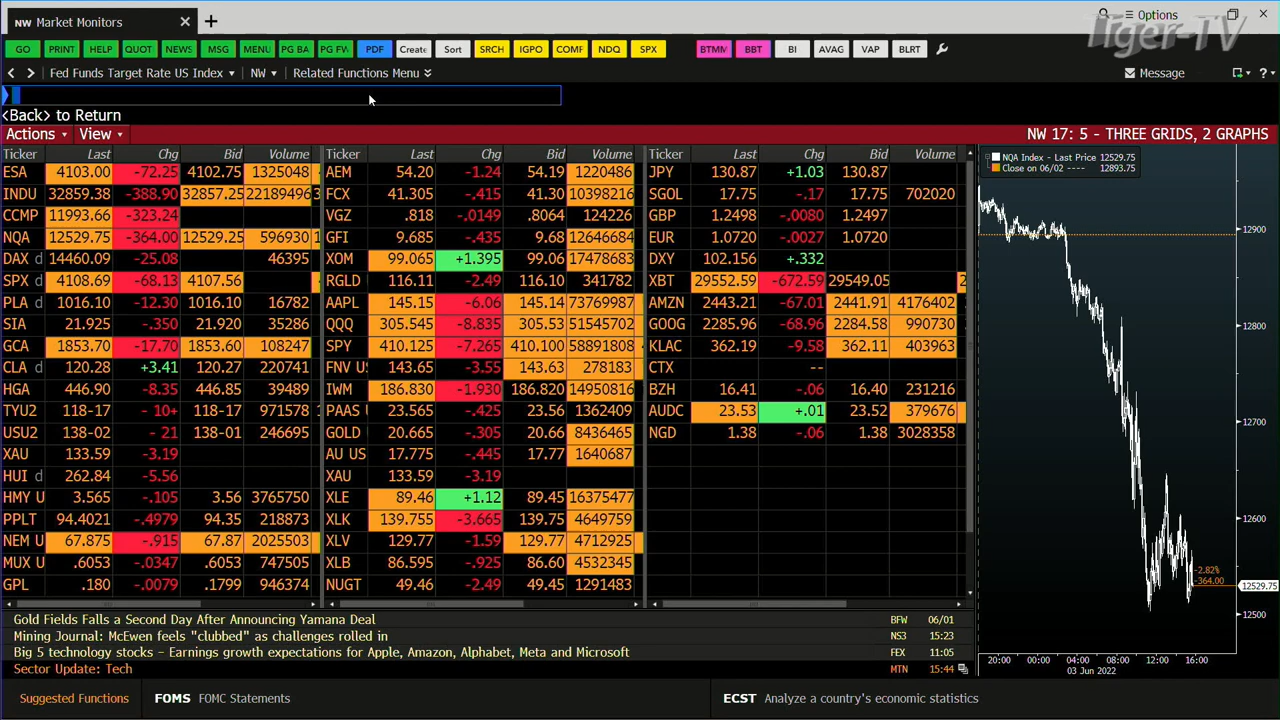 NW Market Monitors
Options
Tiger-TV
GO PRINT HELP QUOT NEWS MSG MENU PG BA PG FV PDF Create Sort SRCH IGPO COMF NDQ SPX BTMM BBT BI AVAG VAP BLRT
Fed Funds Target Rate US Index NW Related Functions Menu Message
<Back> to Return
Actions View NW 17: 5 - THREE GRIDS, 2 GRAPHS
Ticker Last Chg Bid Volume Ticker Last Chg Bid Volume Ticker Last Chg Bid Volume
ESA 4103.00 -72.25 4102.75 1325048 AEM 54.20 -1.24 54.19 1220486 JPY 130.87 +1.03 130.87
INDU 32859.38 -388.90 32857.25 22189496 FCX 41.305 -.415 41.30 10398216 SGOL 17.75 -.17 17.75 702020
CCMP 11993.66 -323.24 VGZ .818 -.0149 .8064 124226 GBP 1.2498 -.0080 1.2497
NQA 12529.75 -364.00 12529.25 596930 GFI 9.685 -.435 9.68 12646684 EUR 1.0720 -.0027 1.0720
DAX d 14460.09 -25.08 46395 XOM 99.065 +1.395 99.06 17478683 DXY 102.156 +.332
SPX d 4108.69 -68.13 4107.56 RGLD 116.11 -2.49 116.10 341782 XBT 29552.59 -672.59 29549.05
PLA d 1016.10 -12.30 1016.10 16782 AAPL 145.15 -6.06 145.14 73769987 AMZN 2443.21 -67.01 2441.91 4176402
SIA 21.925 -.350 21.920 35286 QQQ 305.545 -8.835 305.53 51545702 GOOG 2285.96 -68.96 2284.58 990730
GCA 1853.70 -17.70 1853.60 108247 SPY 410.125 -7.265 410.100 58891808 KLAC 362.19 -9.58 362.11 403963
CLA d 120.28 +3.41 120.27 220741 FNV US 143.65 -3.55 143.63 278183 CTX --
HGA 446.90 -8.35 446.85 39489 IWM 186.830 -1.930 186.820 14950816 BZH 16.41 -.06 16.40 231216
TYU2 118-17 - 10+ 118-17 971578 PAAS U 23.565 -.425 23.56 1362409 AUDC 23.53 +.01 23.52 379676
USU2 138-02 - 21 138-01 246695 GOLD U 20.665 -.305 20.66 8436465 NGD 1.38 -.06 1.38 3028358
XAU 133.59 -3.19 AU US 17.775 -.445 17.77 1640687
HUI d 262.84 -5.56 XAU 133.59 -3.19
HMY U 3.565 -.105 3.56 3765750 XLE 89.46 +1.12 89.45 16375477
PPLT 94.4021 -.4979 94.35 218873 XLK 139.755 -3.665 139.75 4649759
NEM U 67.875 -.915 67.87 2025503 XLV 129.77 -1.59 129.77 4712925
MUX U .6053 -.0347 .6053 747505 XLB 86.595 -.925 86.60 4532345
GPL .180 -.0079 .1799 946374 NUGT 49.46 -2.49 49.45 1291483
NQA Index - Last Price 12529.75
Close on 06/02 ---- 12893.75
12900
12800
12700
12600
-2.82%
-364.00
12529.75
12500
20:00 00:00 04:00 08:00 12:00 16:00
03 Jun 2022
Gold Fields Falls a Second Day After Announcing Yamana Deal BFW 06/01
Mining Journal: McEwen feels "clubbed" as challenges rolled in NS3 15:23
Big 5 technology stocks - Earnings growth expectations for Apple, Amazon, Alphabet, Meta and Microsoft FEX 11:05
Sector Update: Tech MTN 15:44
Suggested Functions FOMS FOMC Statements ECST Analyze a country's economic statistics